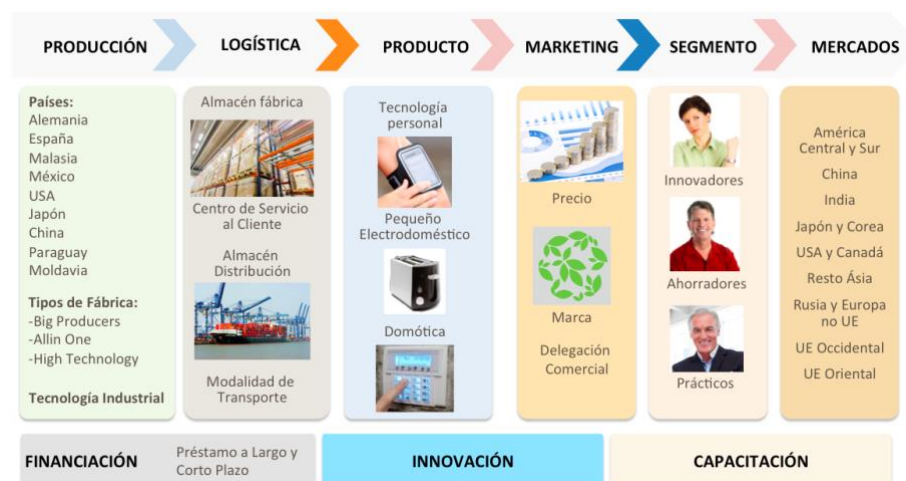 PRODUCCIÓN
LOGÍSTICA
PRODUCTO
MARKETING
SEGMENTO
MERCADOS
Países:
Alemania
España
Malasia
México
USA
Japón
China
Paraguay
Moldavia
Tipos de Fábrica:
-Big Producers
-Allin One
-High Technology
Tecnología Industrial
Almacén fábrica
Centro de Servicio
al Cliente
Almacén
Distribución
Modalidad de
Transporte
Tecnología
personal
Pequeño
Electrodoméstico
Domótica
Precio
Marca
Delegación
Comercial
Innovadores
Ahorradores
Prácticos
América
Central y Sur
China
India
Japón y Corea
USA y Canadá
Resto Ásia
Rusia y Europa
no UE
UE Occidental
UE Oriental
FINANCIACIÓN
Préstamo a Largo y
Corto Plazo
INNOVACIÓN
CAPACITACIÓN